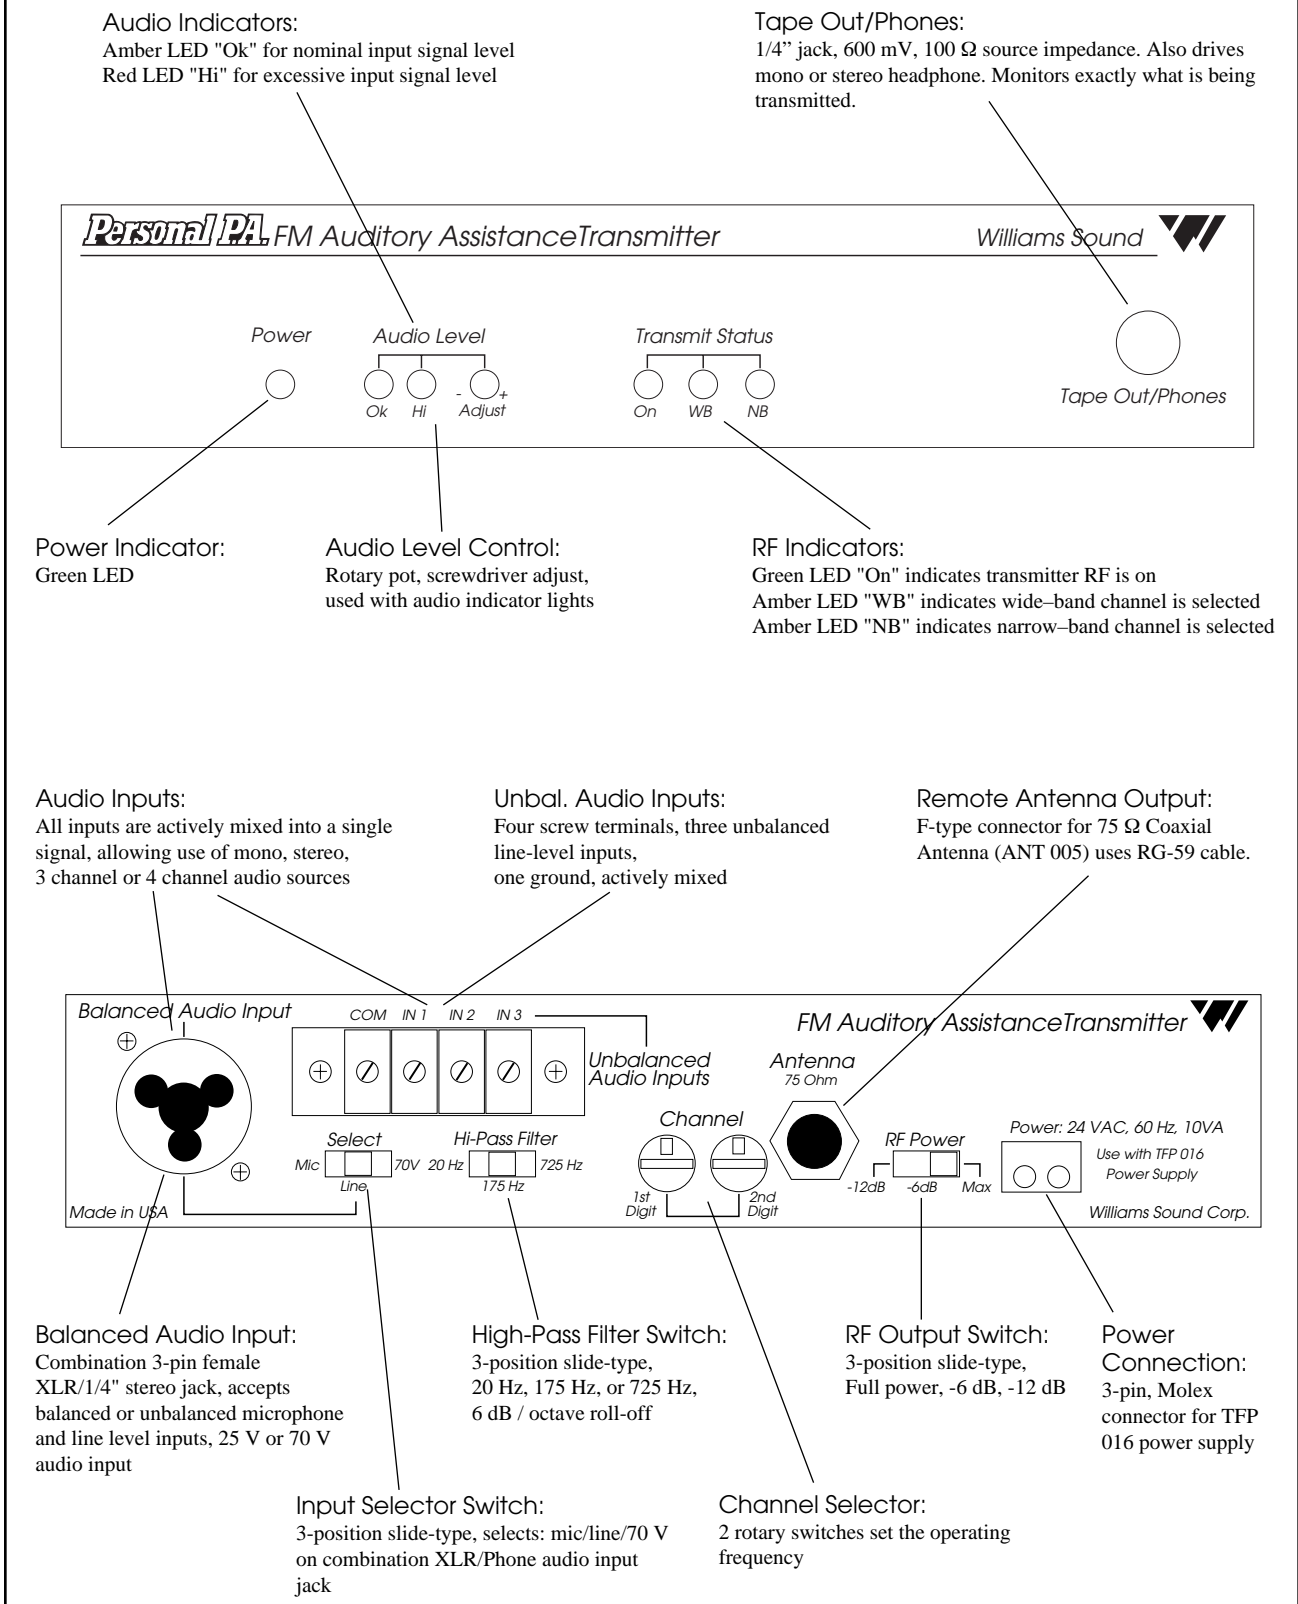 Audio Indicators:
Amber LED "Ok" for nominal input signal level
Red LED "Hi" for excessive input signal level
Tape Out/Phones:
1/4” jack, 600 mV, 100 Ω source impedance. Also drives
mono or stereo headphone. Monitors exactly what is being
transmitted.
Personal PA FM Auditory AssistanceTransmitter
Williams Sound
Power
Audio Level
Transmit Status
- +
Ok Hi Adjust
On WB NB
Tape Out/Phones
Power Indicator:
Green LED
Audio Level Control:
Rotary pot, screwdriver adjust,
used with audio indicator lights
RF Indicators:
Green LED "On" indicates transmitter RF is on
Amber LED "WB" indicates wide–band channel is selected
Amber LED "NB" indicates narrow–band channel is selected
Audio Inputs:
All inputs are actively mixed into a single
signal, allowing use of mono, stereo,
3 channel or 4 channel audio sources
Unbal. Audio Inputs:
Four screw terminals, three unbalanced
line-level inputs,
one ground, actively mixed
Remote Antenna Output:
F-type connector for 75 Ω Coaxial
Antenna (ANT 005) uses RG-59 cable.
Balanced Audio Input
COM IN 1 IN 2 IN 3
FM Auditory AssistanceTransmitter
Unbalanced
Audio Inputs
Antenna
75 Ohm
Channel
Select
Mic 70V
Line
Hi-Pass Filter
20 Hz 725 Hz
175 Hz
1st
Digit
2nd
Digit
RF Power
-12dB -6dB Max
Power: 24 VAC, 60 Hz, 10VA
Use with TFP 016
Power Supply
Made in USA
Williams Sound Corp.
Balanced Audio Input:
Combination 3-pin female
XLR/1/4" stereo jack, accepts
balanced or unbalanced microphone
and line level inputs, 25 V or 70 V
audio input
High-Pass Filter Switch:
3-position slide-type,
20 Hz, 175 Hz, or 725 Hz,
6 dB / octave roll-off
RF Output Switch:
3-position slide-type,
Full power, -6 dB, -12 dB
Power
Connection:
3-pin, Molex
connector for TFP
016 power supply
Input Selector Switch:
3-position slide-type, selects: mic/line/70 V
on combination XLR/Phone audio input
jack
Channel Selector:
2 rotary switches set the operating
frequency